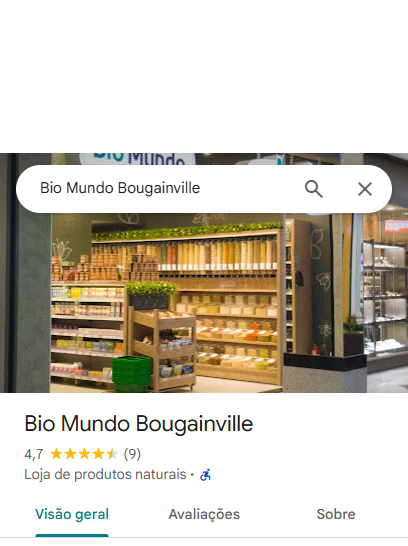 Bio Mundo
Bio Mundo Bougainville
Bio Mundo Bougainville
4,7 (9)
Loja de produtos naturais ·
Visão geral Avaliações Sobre